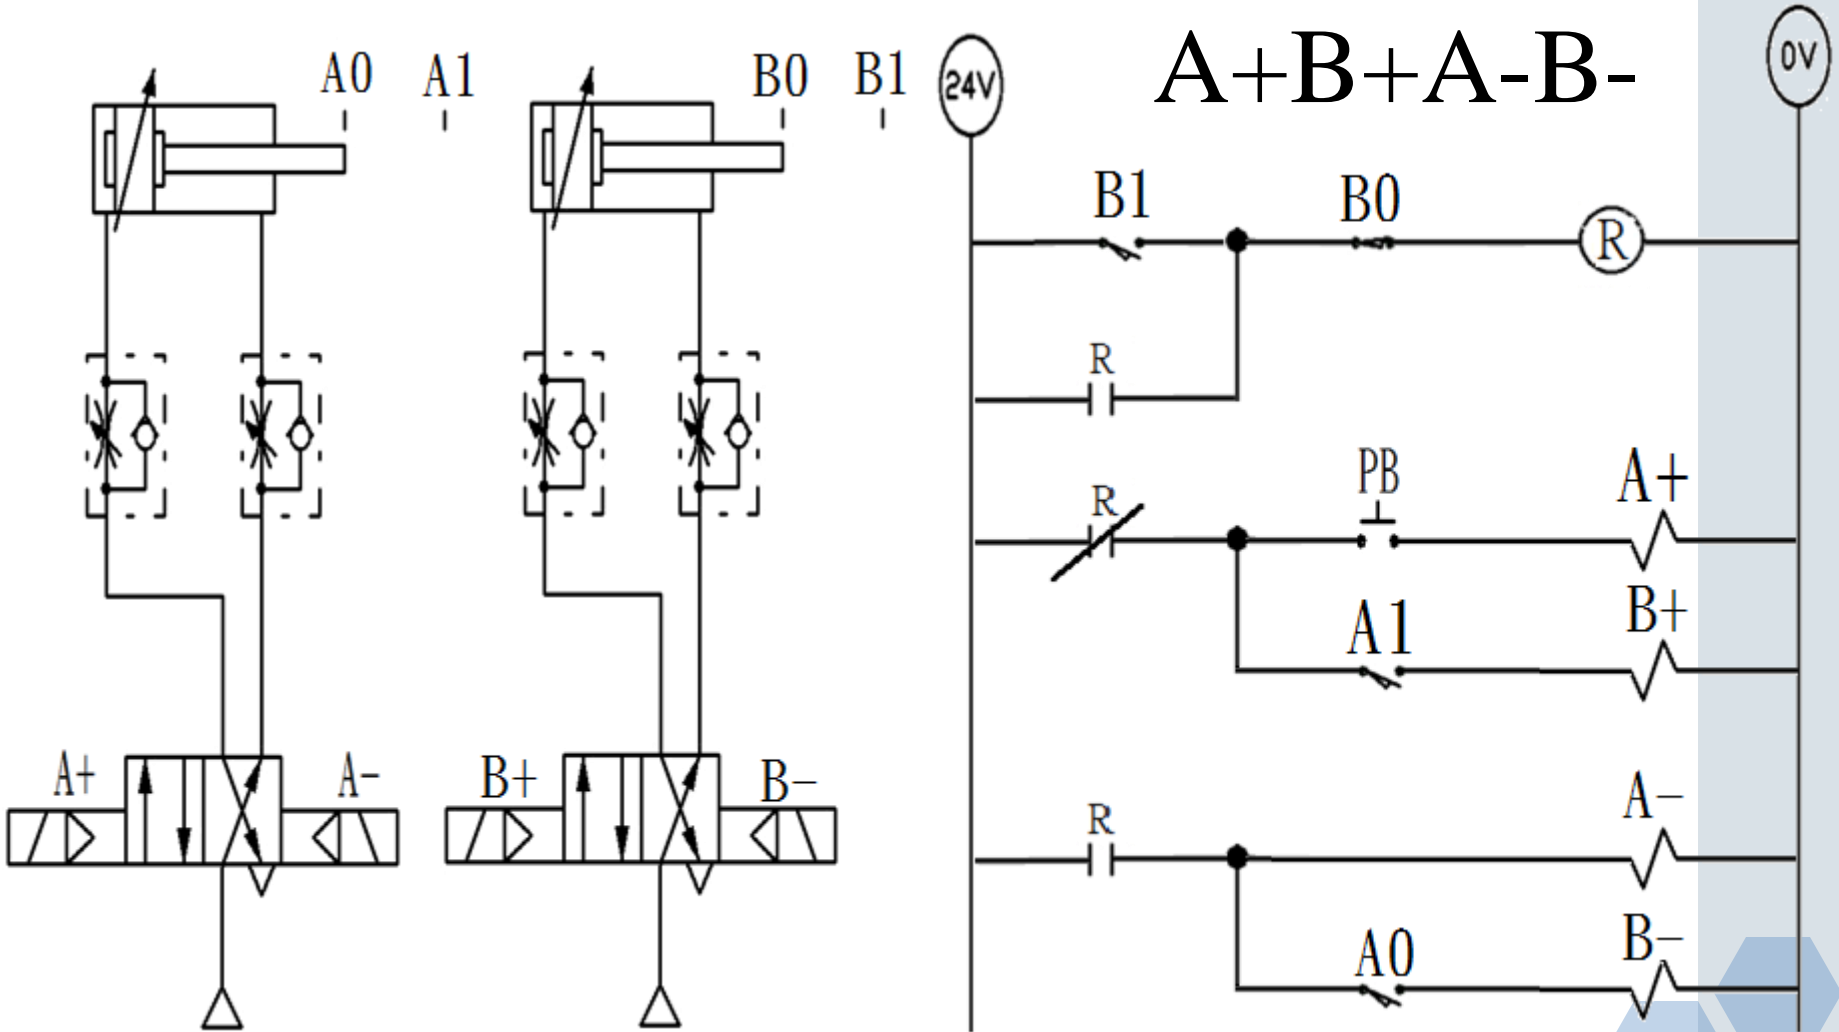 A0 A1 B0 B1
A+ A-
B+ B-
A+B+A-B-
24V 0V
B1 B0 R
R
R PB A+
A1 B+
R A-
A0 B-